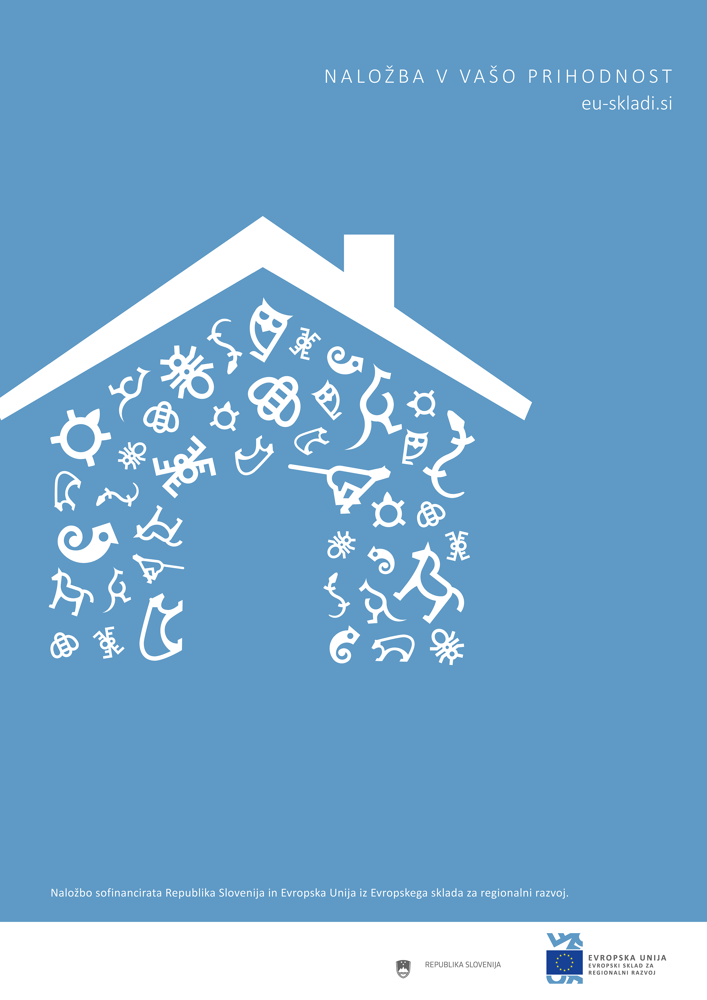 NALOŽBA V VAŠO PRIHODNOST
eu-skladi.si
Naložbo sofinancirata Republika Slovenija in Evropska Unija iz Evropskega sklada za regionalni razvoj.
REPUBLIKA SLOVENIJA
EVROPSKA UNIJA
EVROPSKI SKLAD ZA
REGIONALNI RAZVOJ